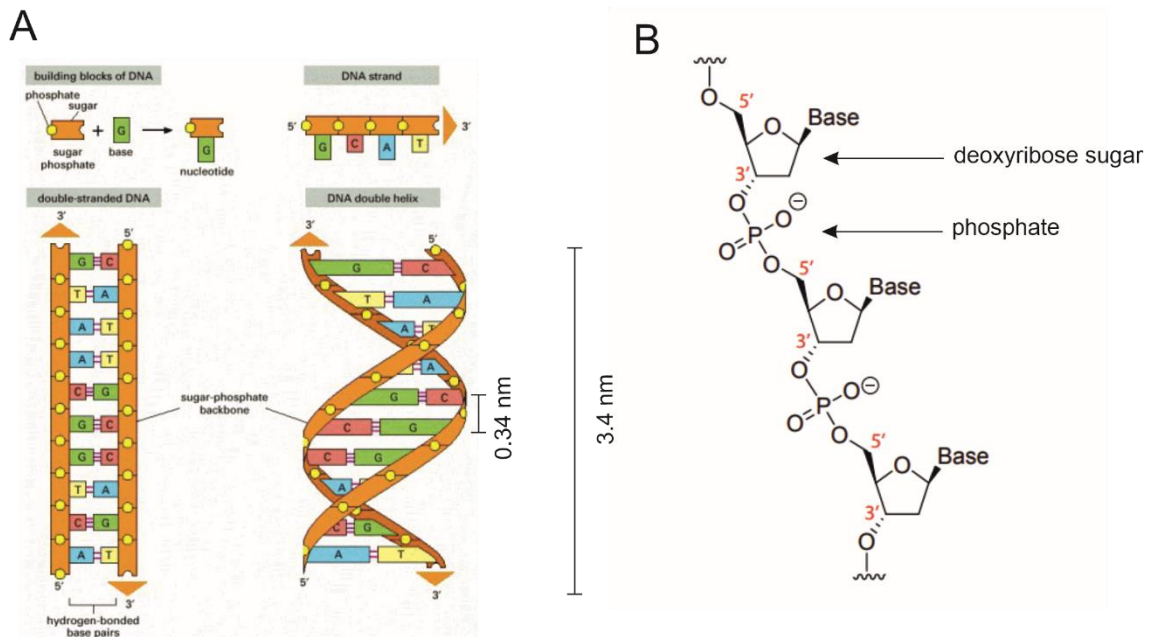 A
building blocks of DNA
phosphate
sugar
+
G
sugar
phosphate
base
G
nucleotide
DNA strand
5′
3′
G
C
A
T
double-stranded DNA
3′
5′
G C
T A
A T
A T
C G
G C
G C
T A
C G
A T
5′
3′
hydrogen-bonded
base pairs
sugar-phosphate
backbone
DNA double helix
3′
5′
G C
T A
A T
A
G C
C G
C G
A
C G
A T
5′
3′
0.34 nm
3.4 nm
B
O
5′
O
Base
3′
deoxyribose sugar
O
O
P
O
O
phosphate
5′
O
Base
3′
O
O
P
O
O
5′
O
Base
3′
O